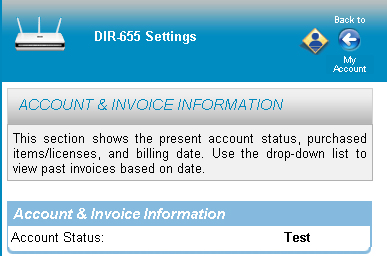 DIR-655 Settings
Back to
My
Account
ACCOUNT & INVOICE INFORMATION
This section shows the present account status, purchased
items/licenses, and billing date. Use the drop-down list to
view past invoices based on date.
Account & Invoice Information
Account Status: Test